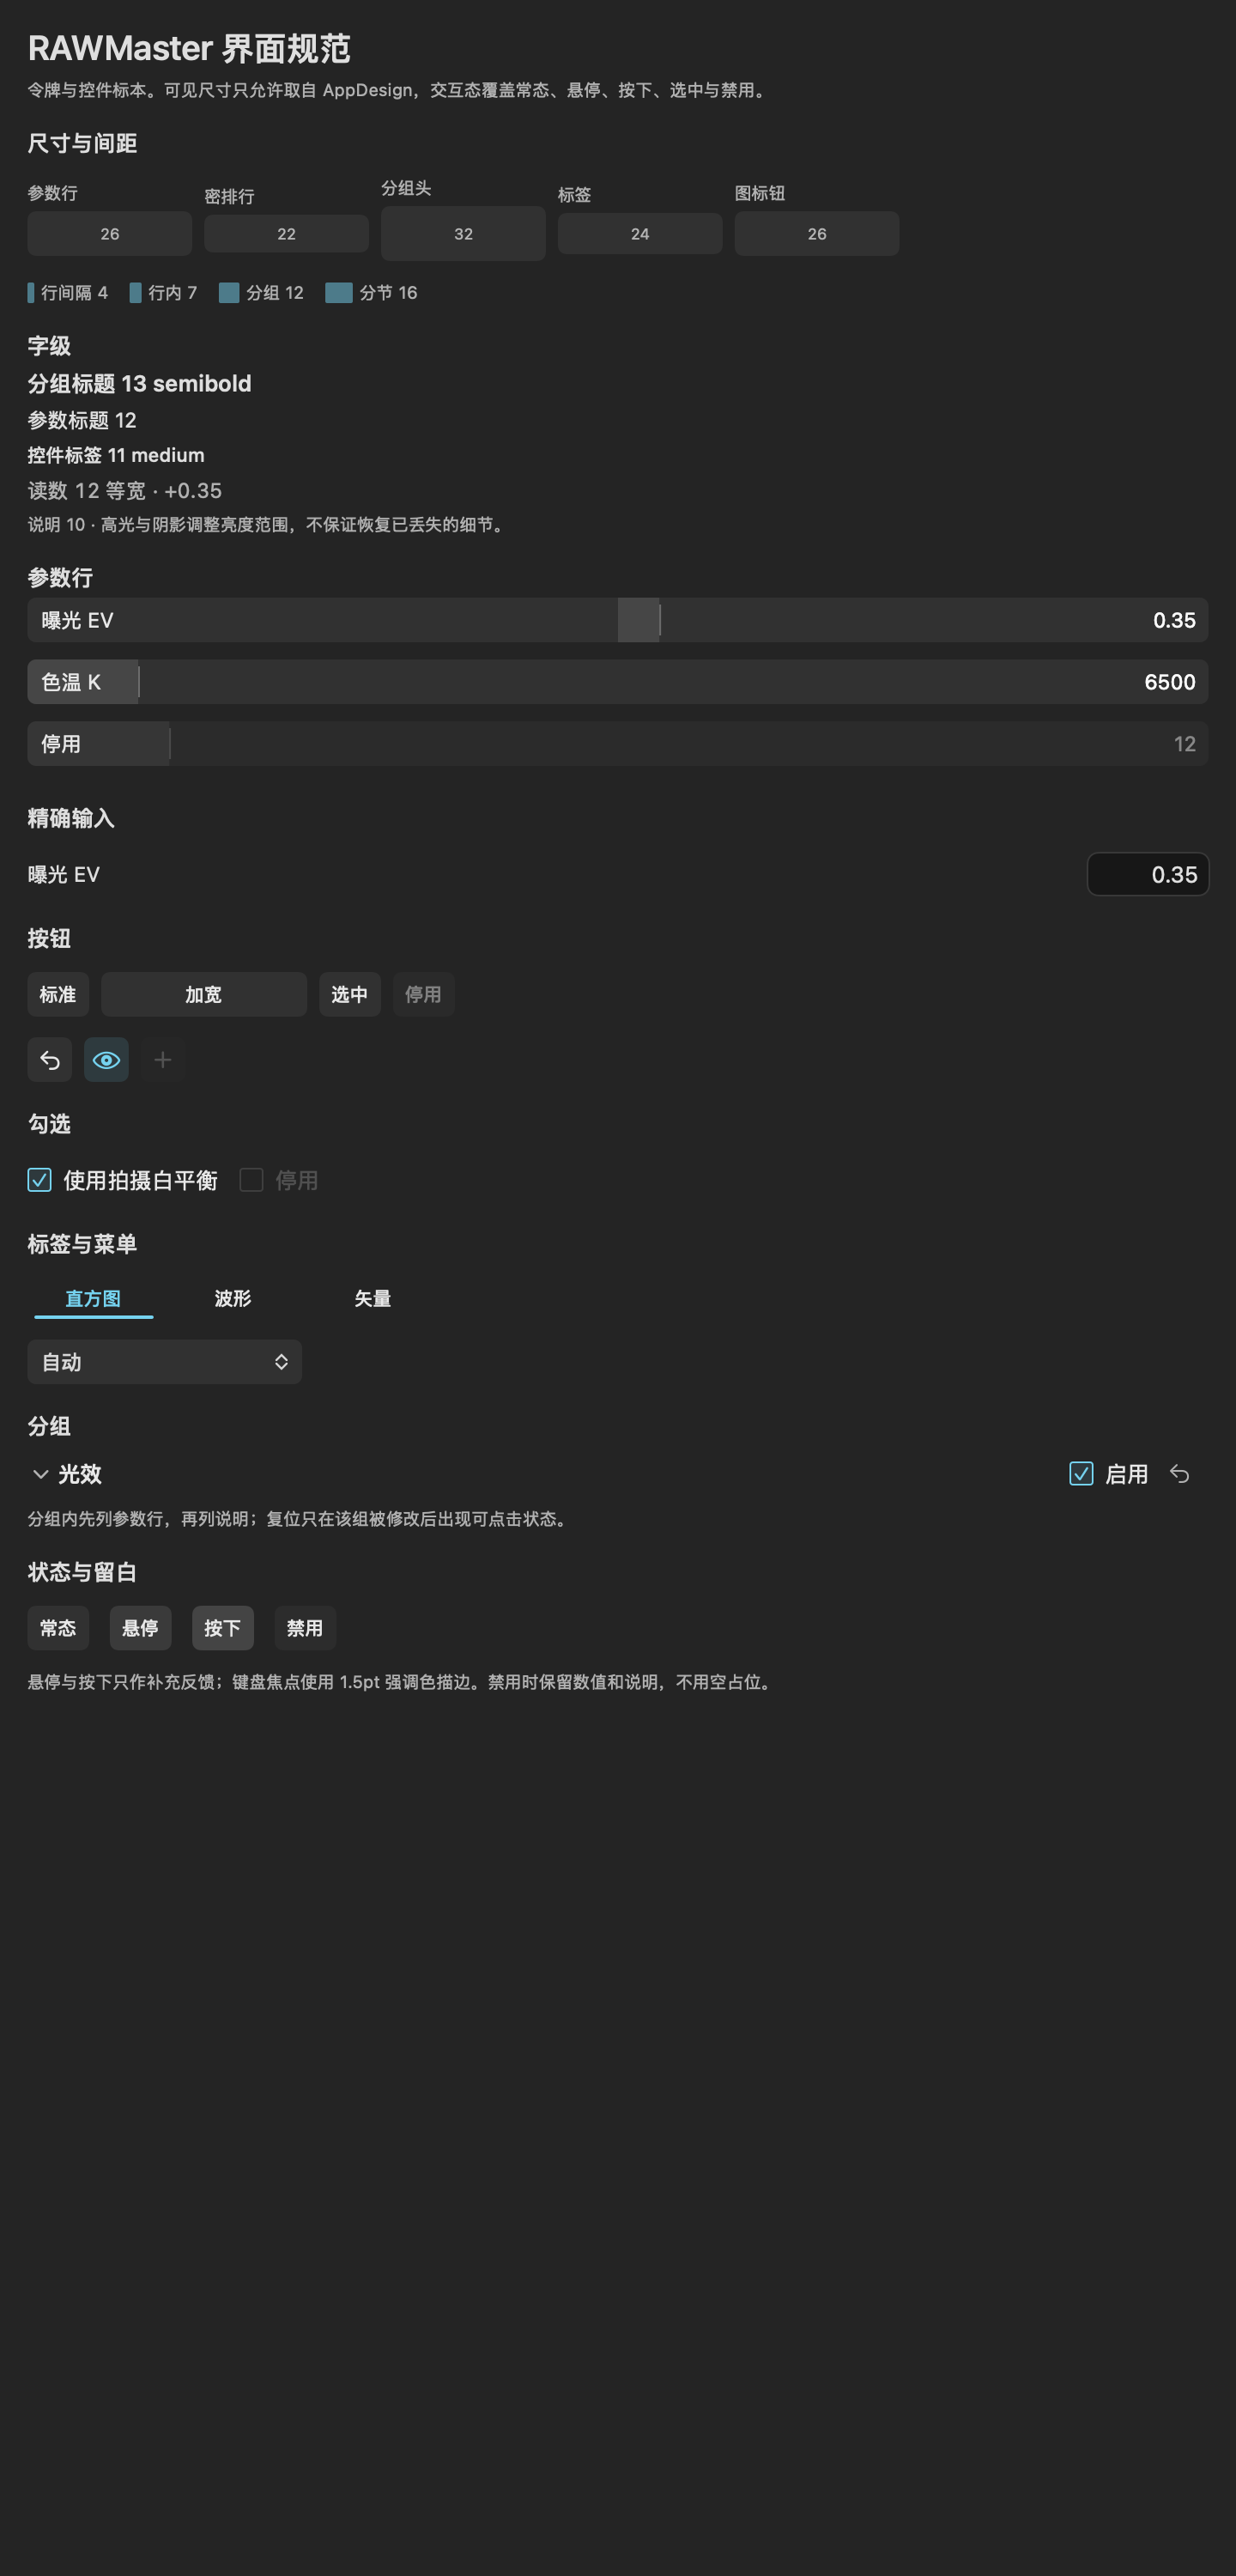 RAWMaster 界面规范
令牌与控件标本。可见尺寸只允许取自 AppDesign，交互态覆盖常态、悬停、按下、选中与禁用。
尺寸与间距
参数行 密排行 分组头 标签 图标钮
26 22 32 24 26
行间隔 4 行内 7 分组 12 分节 16
字级
分组标题 13 semibold
参数标题 12
控件标签 11 medium
读数 12 等宽 · +0.35
说明 10 · 高光与阴影调整亮度范围，不保证恢复已丢失的细节。
参数行
曝光 EV 0.35
色温 K 6500
停用 12
精确输入
曝光 EV 0.35
按钮
标准 加宽 选中 停用
勾选
使用拍摄白平衡 停用
标签与菜单
直方图 波形 矢量
自动
分组
光效 启用
分组内先列参数行，再列说明；复位只在该组被修改后出现可点击状态。
状态与留白
常态 悬停 按下 禁用
悬停与按下只作补充反馈；键盘焦点使用 1.5pt 强调色描边。禁用时保留数值和说明，不用空占位。